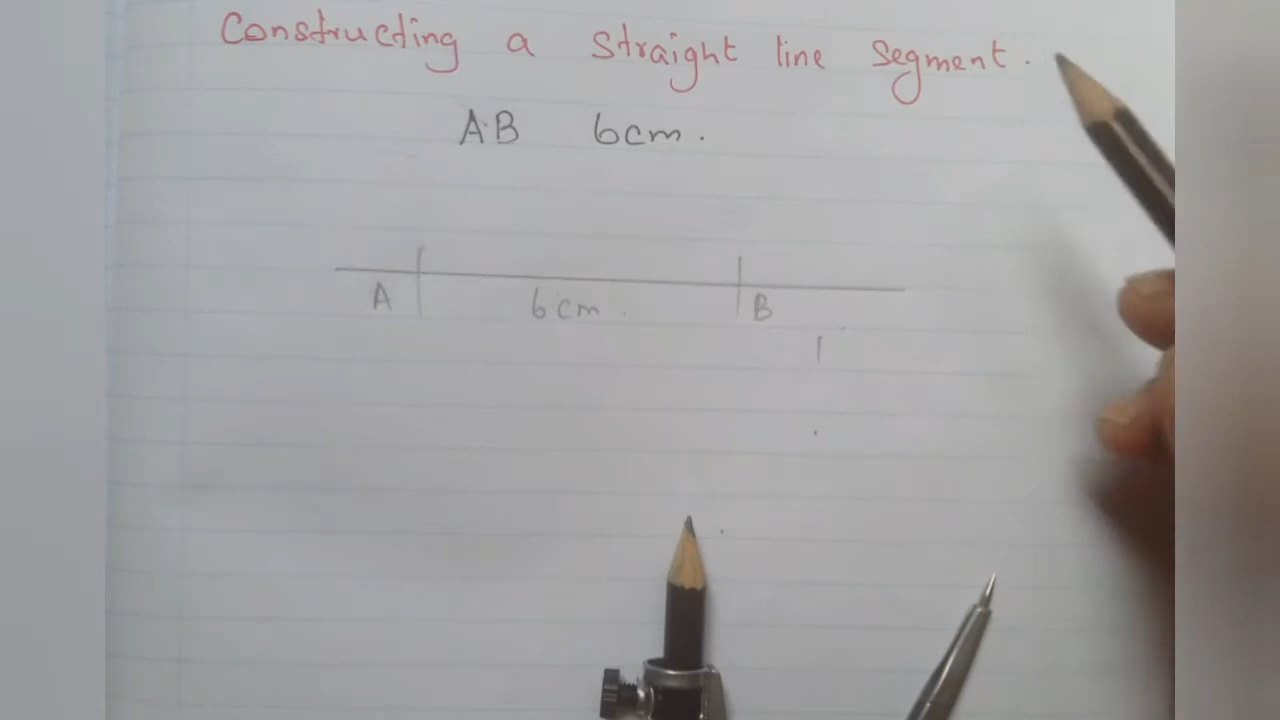 Constructing a straight line segment.
AB 6cm.
A 6cm. B